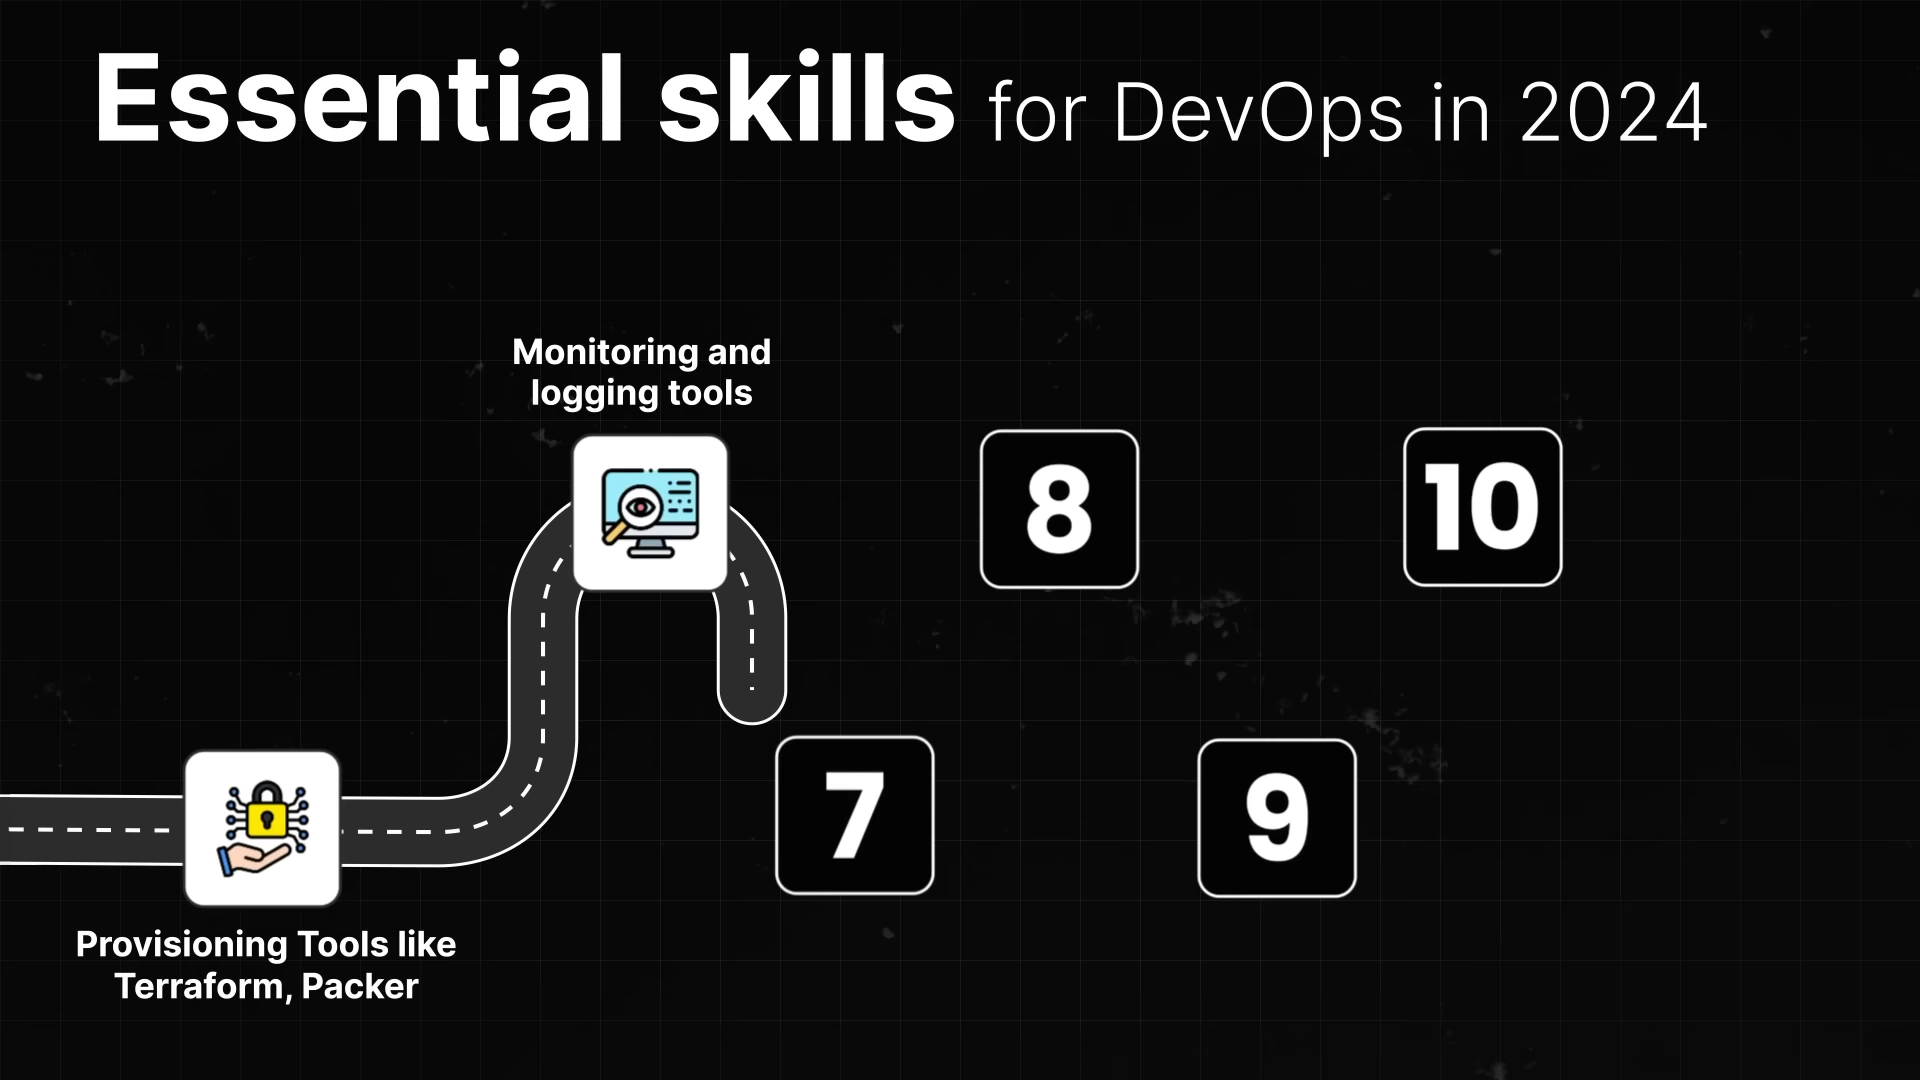 Essential skills for DevOps in 2024
Monitoring and
logging tools
8
10
7
9
Provisioning Tools like
Terraform, Packer